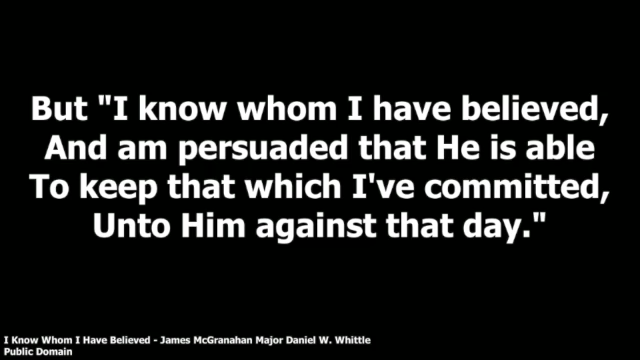 But "I know whom I have believed,
And am persuaded that He is able
To keep that which I've committed,
Unto Him against that day."
I Know Whom I Have Believed - James McGranahan Major Daniel W. Whittle
Public Domain